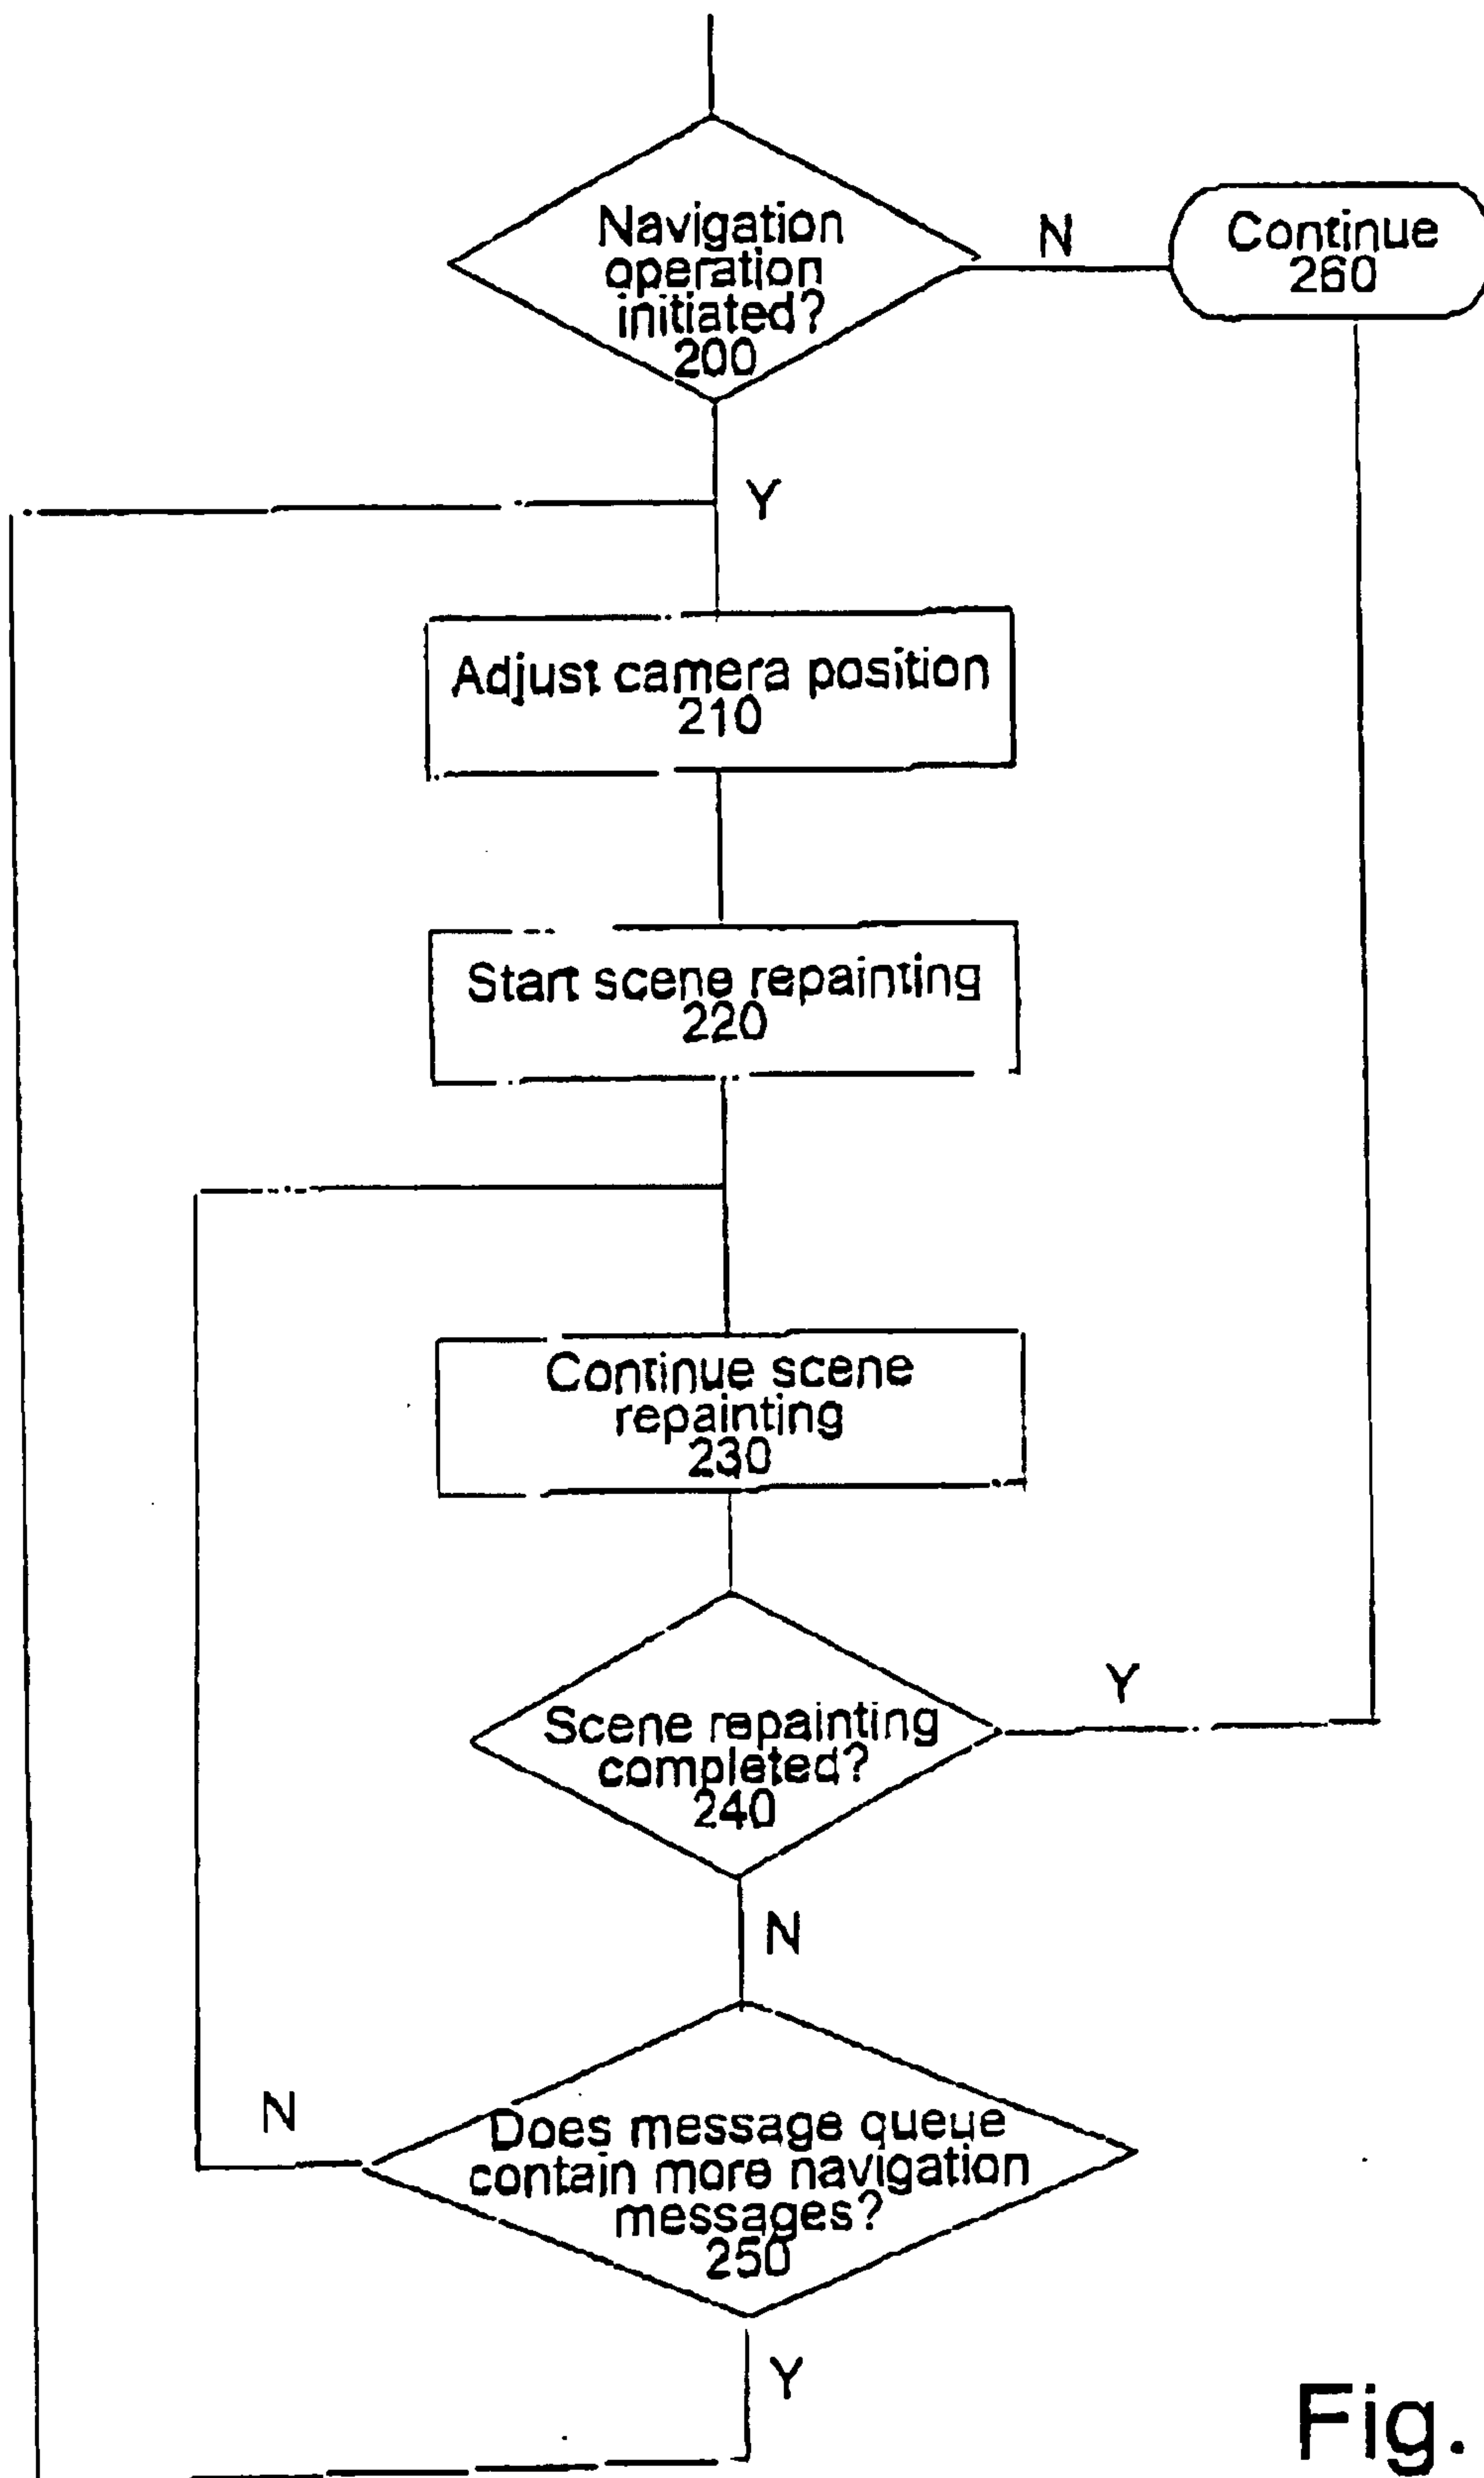 Navigation
operation
initiated?
200
N
Continue
260
Y
Adjust camera position
210
Start scene repainting
220
Continue scene
repainting
230
Scene repainting
completed?
240
Y
N
Does message queue
contain more navigation
messages?
250
N
Y
Fig.